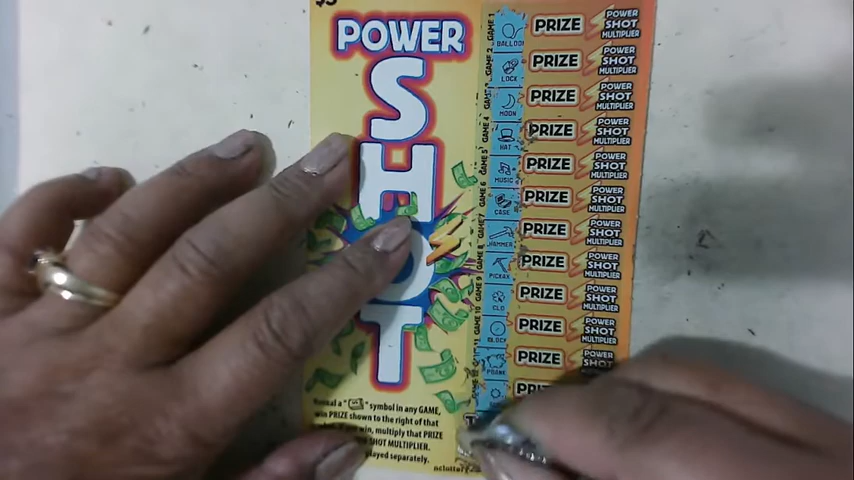 $5
POWER
SHOT
GAME 1
BALLOON
PRIZE
POWER
SHOT
MULTIPLIER
GAME 2
LOCK
PRIZE
POWER
SHOT
MULTIPLIER
GAME 3
MOON
PRIZE
POWER
SHOT
MULTIPLIER
GAME 4
HAT
PRIZE
POWER
SHOT
MULTIPLIER
GAME 5
MUSIC
PRIZE
POWER
SHOT
MULTIPLIER
GAME 6
CASE
PRIZE
POWER
SHOT
MULTIPLIER
GAME 7
HAMMER
PRIZE
POWER
SHOT
MULTIPLIER
GAME 8
PICKAX
PRIZE
POWER
SHOT
MULTIPLIER
GAME 9
CLO
PRIZE
POWER
SHOT
MULTIPLIER
GAME 10
PRIZE
POWER
SHOT
MULTIPLIER
PRIZE
POWER
SHOT
" symbol in any GAME,
win PRIZE shown to the right of that
win, multiply that PRIZE
SHOT MULTIPLIER.
played separately.